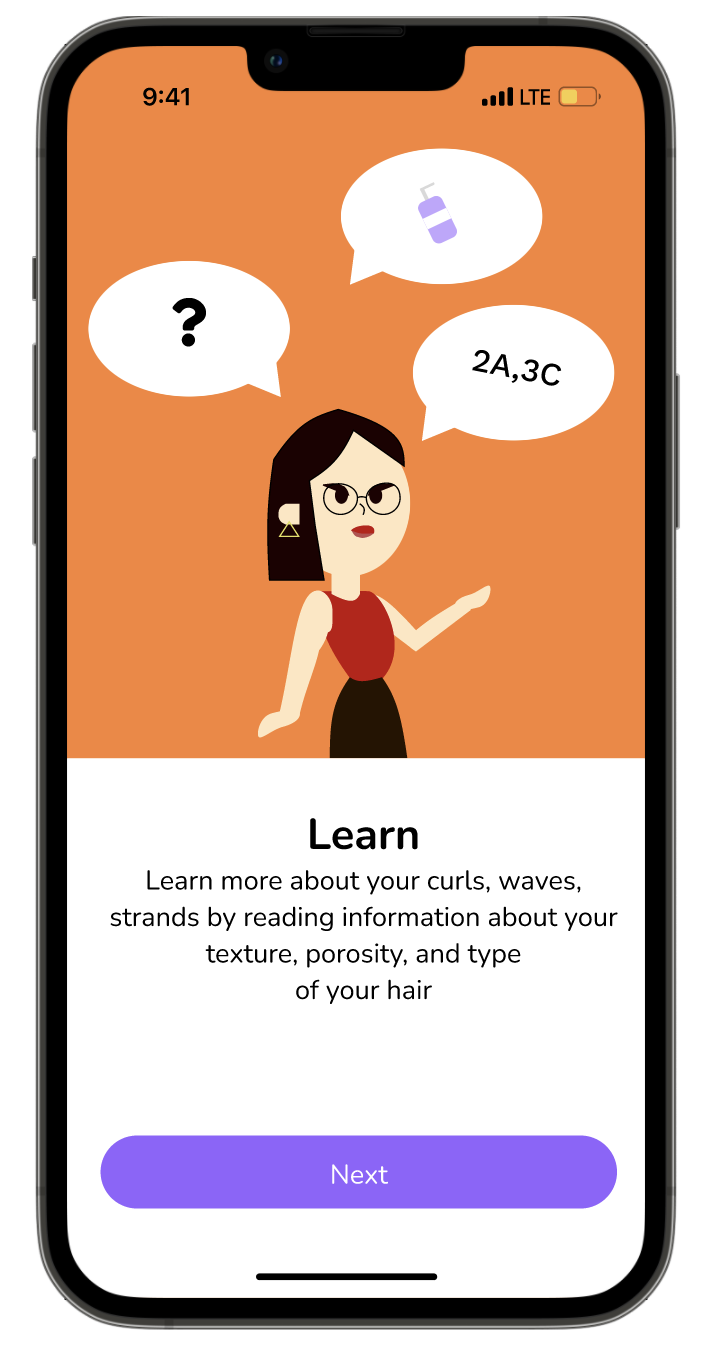 9:41 LTE
?
2A,3C
Learn
Learn more about your curls, waves,
strands by reading information about your
texture, porosity, and type
of your hair
Next